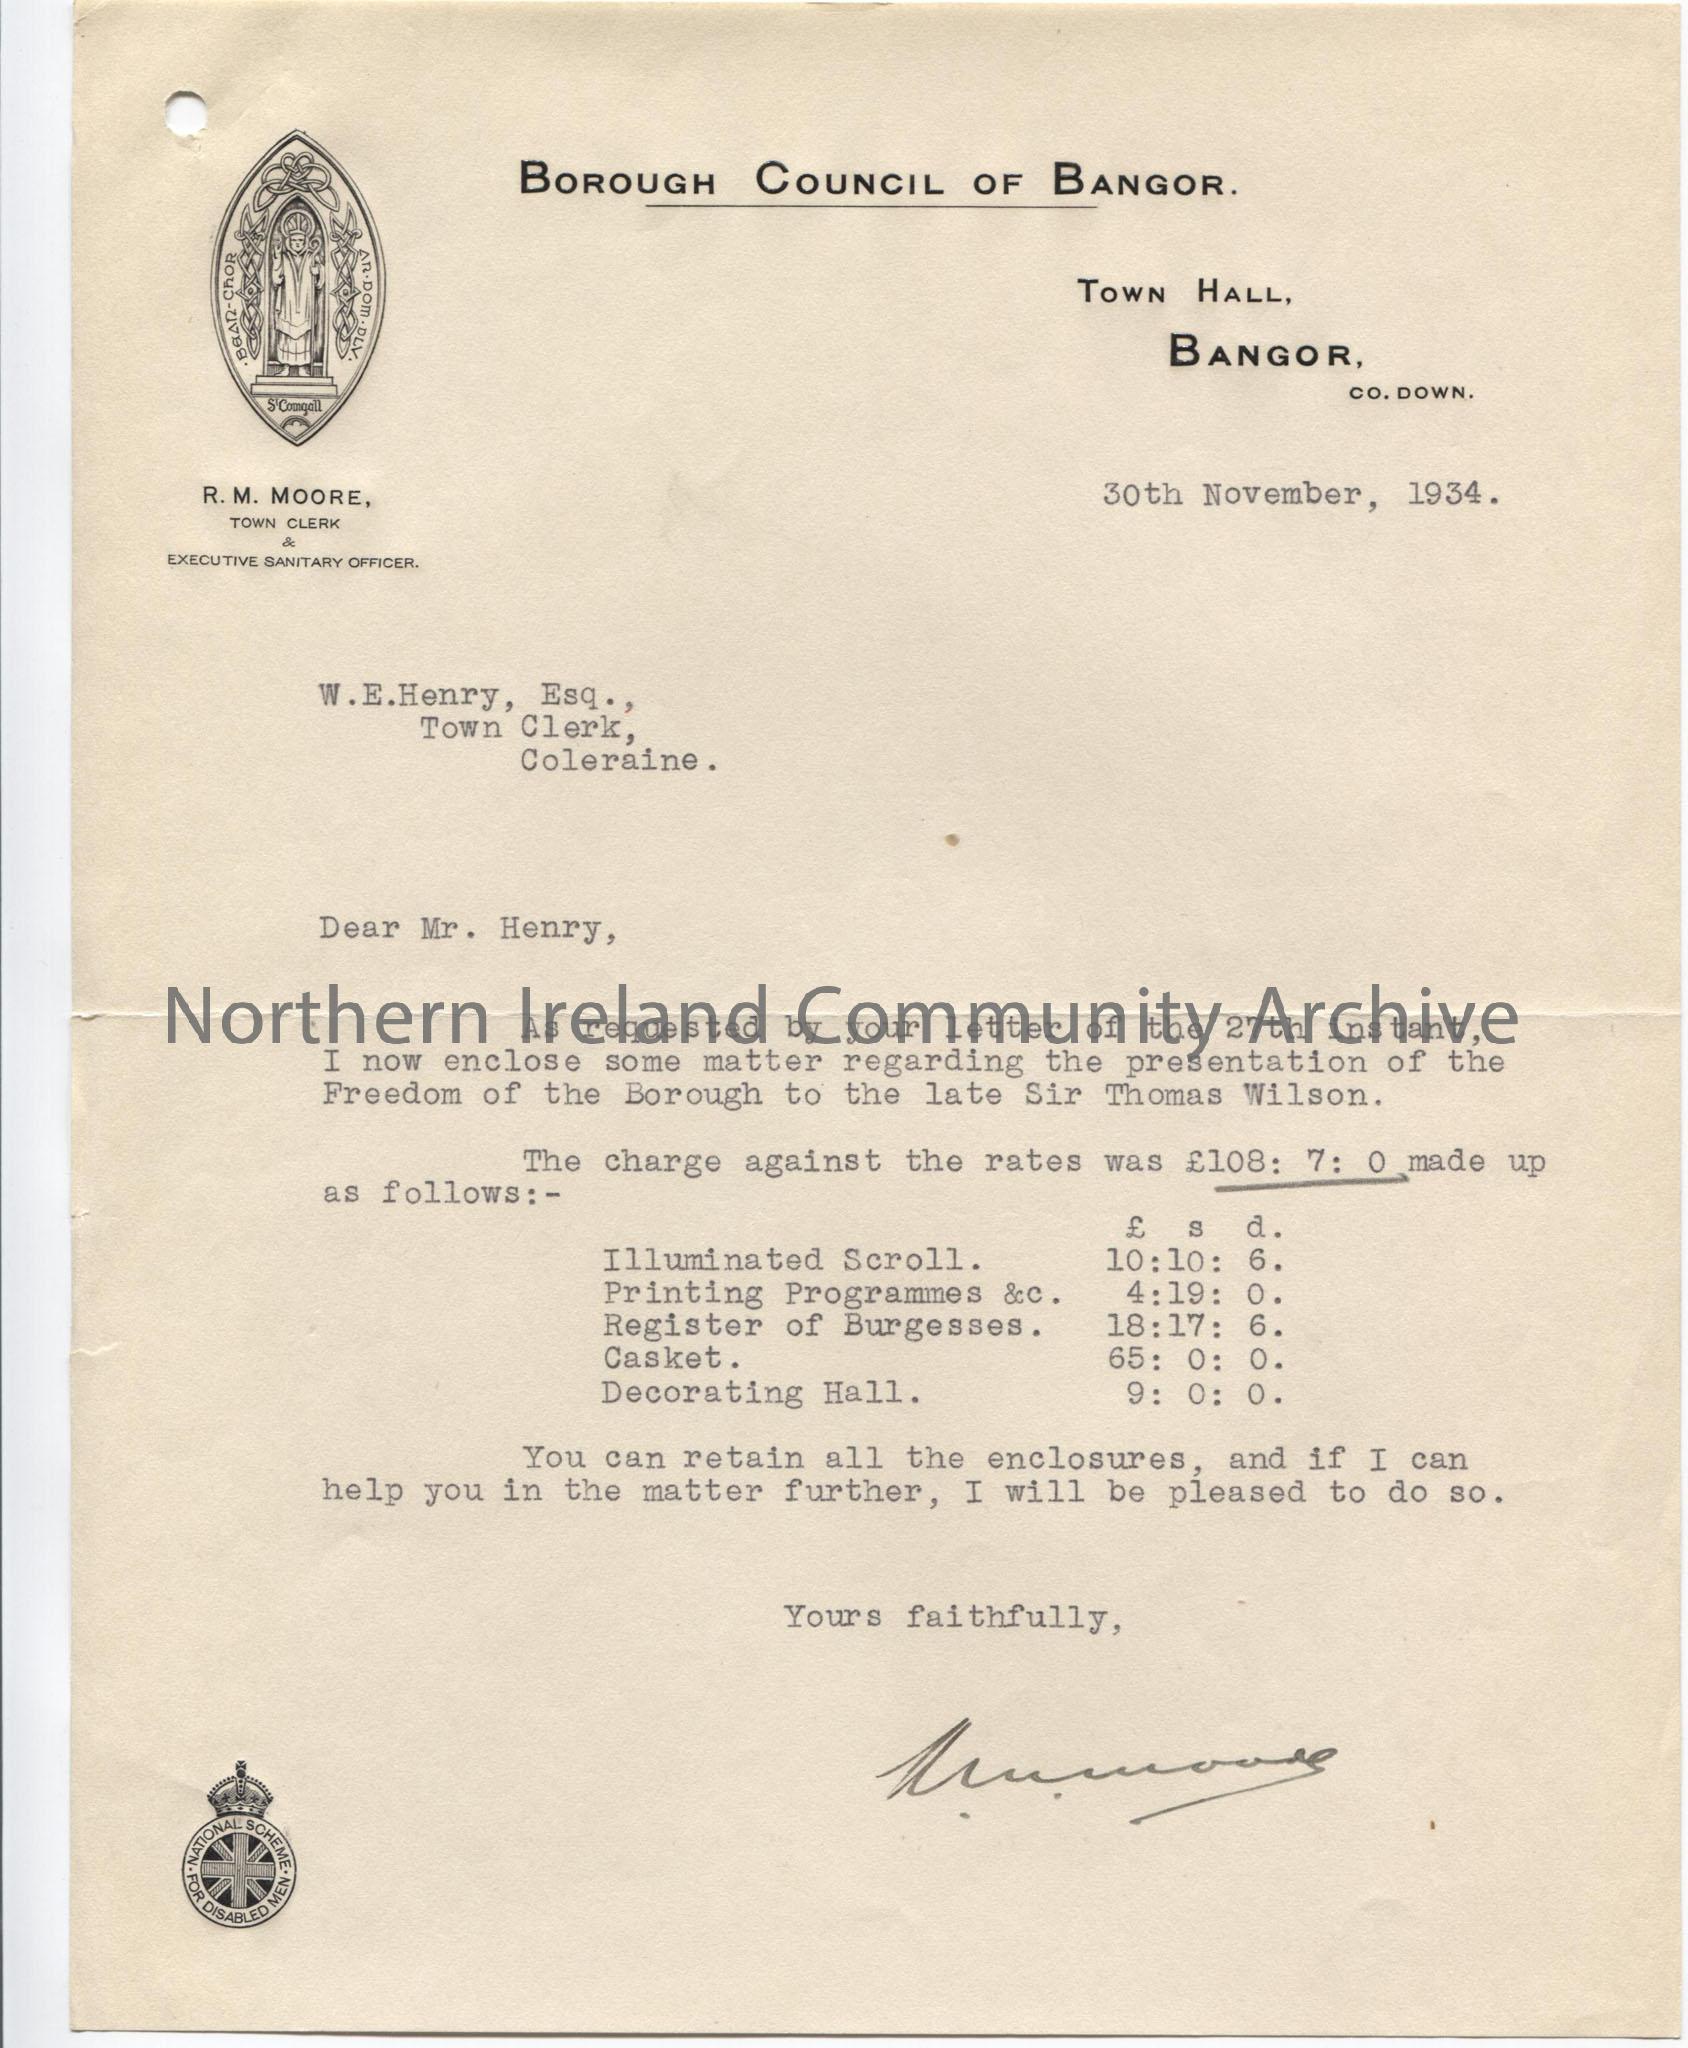 BOROUGH COUNCIL OF BANGOR.
TOWN HALL,
BANGOR,
CO. DOWN.
St Comgall
R. M. MOORE,
TOWN CLERK
&
EXECUTIVE SANITARY OFFICER.
30th November, 1934.
W.E.Henry, Esq.,
Town Clerk,
Coleraine.
Dear Mr. Henry,
Northern Ireland Community Archive
As requested by your letter of the 27th instant,
I now enclose some matter regarding the presentation of the
Freedom of the Borough to the late Sir Thomas Wilson.
The charge against the rates was £108: 7: 0 made up
as follows:-
£ s d.
Illuminated Scroll. 10:10: 6.
Printing Programmes &c. 4:19: 0.
Register of Burgesses. 18:17: 6.
Casket. 65: 0: 0.
Decorating Hall. 9: 0: 0.
You can retain all the enclosures, and if I can
help you in the matter further, I will be pleased to do so.
Yours faithfully,
R. M. Moore
NATIONAL SCHEME
FOR DISABLED MEN